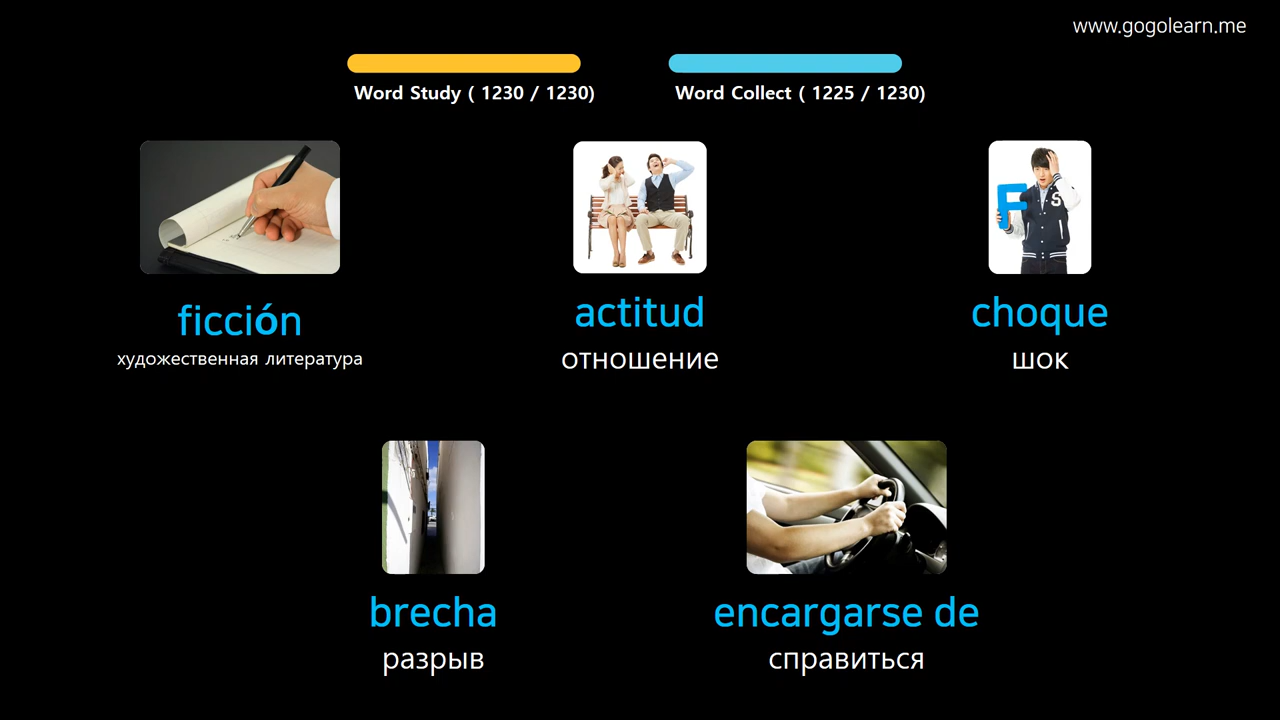 www.gogolearn.me
Word Study ( 1230 / 1230)
Word Collect ( 1225 / 1230)
F
S
ficción
художественная литература
actitud
отношение
choque
шок
brecha
разрыв
encargarse de
справиться